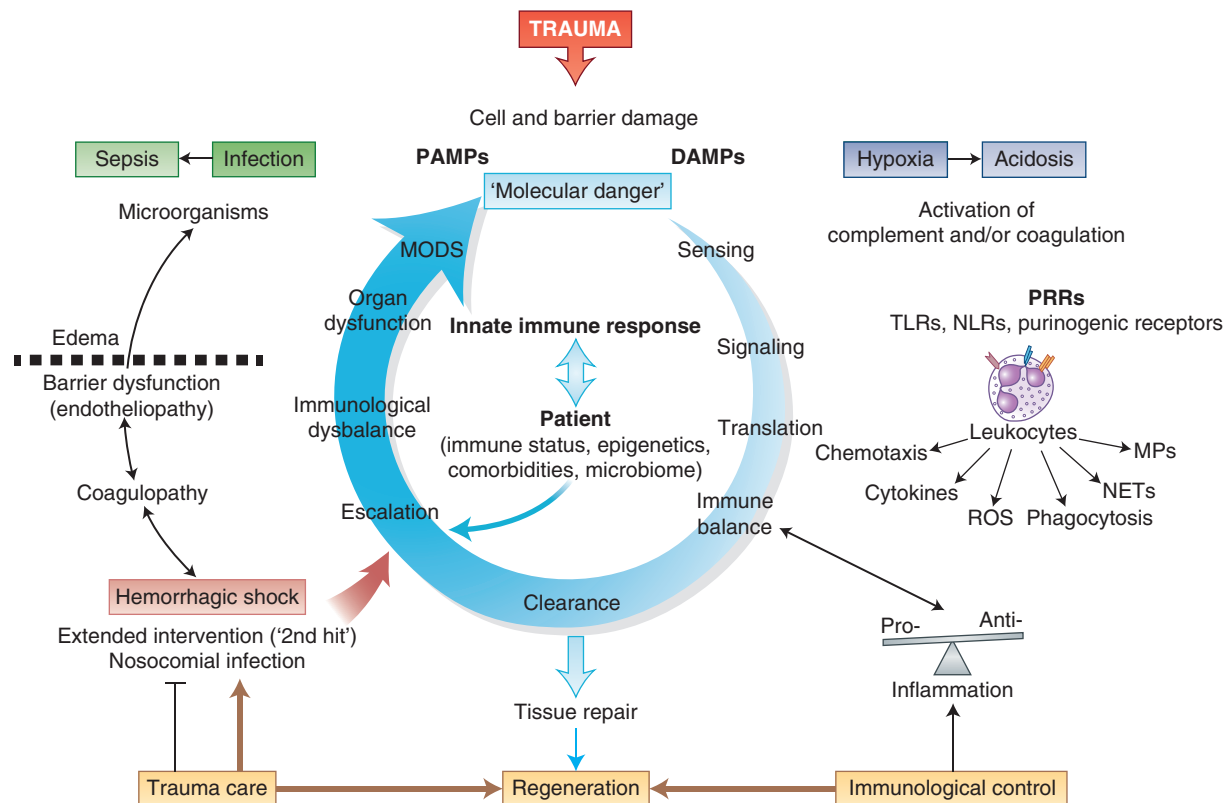 TRAUMA
Cell and barrier damage
PAMPs
DAMPs
'Molecular danger'
Sepsis
Infection
Microorganisms
Edema
Barrier dysfunction
(endotheliopathy)
Coagulopathy
Hemorrhagic shock
Extended intervention ('2nd hit')
Nosocomial infection
Trauma care
MODS
Organ
dysfunction
Immunological
dysbalance
Escalation
Innate immune response
Patient
(immune status, epigenetics,
comorbidities, microbiome)
Sensing
Signaling
Translation
Immune
balance
Clearance
Tissue repair
Regeneration
Hypoxia
Acidosis
Activation of
complement and/or coagulation
PRRs
TLRs, NLRs, purinogenic receptors
Leukocytes
Chemotaxis
Cytokines
ROS
Phagocytosis
NETs
MPs
Pro-
Anti-
Inflammation
Immunological control